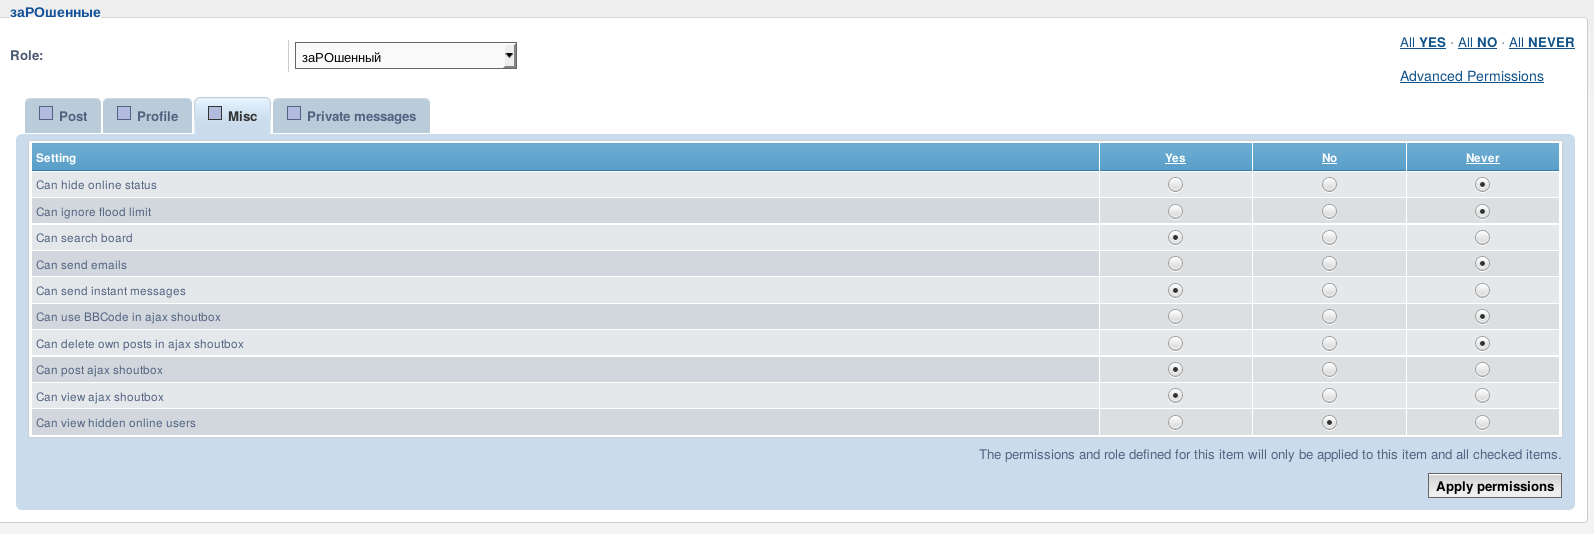 заРОшенные
Role: заРОшенный All YES · All NO · All NEVER
Advanced Permissions
Post Profile Misc Private messages
Setting Yes No Never
Can hide online status
Can ignore flood limit
Can search board
Can send emails
Can send instant messages
Can use BBCode in ajax shoutbox
Can delete own posts in ajax shoutbox
Can post ajax shoutbox
Can view ajax shoutbox
Can view hidden online users
The permissions and role defined for this item will only be applied to this item and all checked items.
Apply permissions